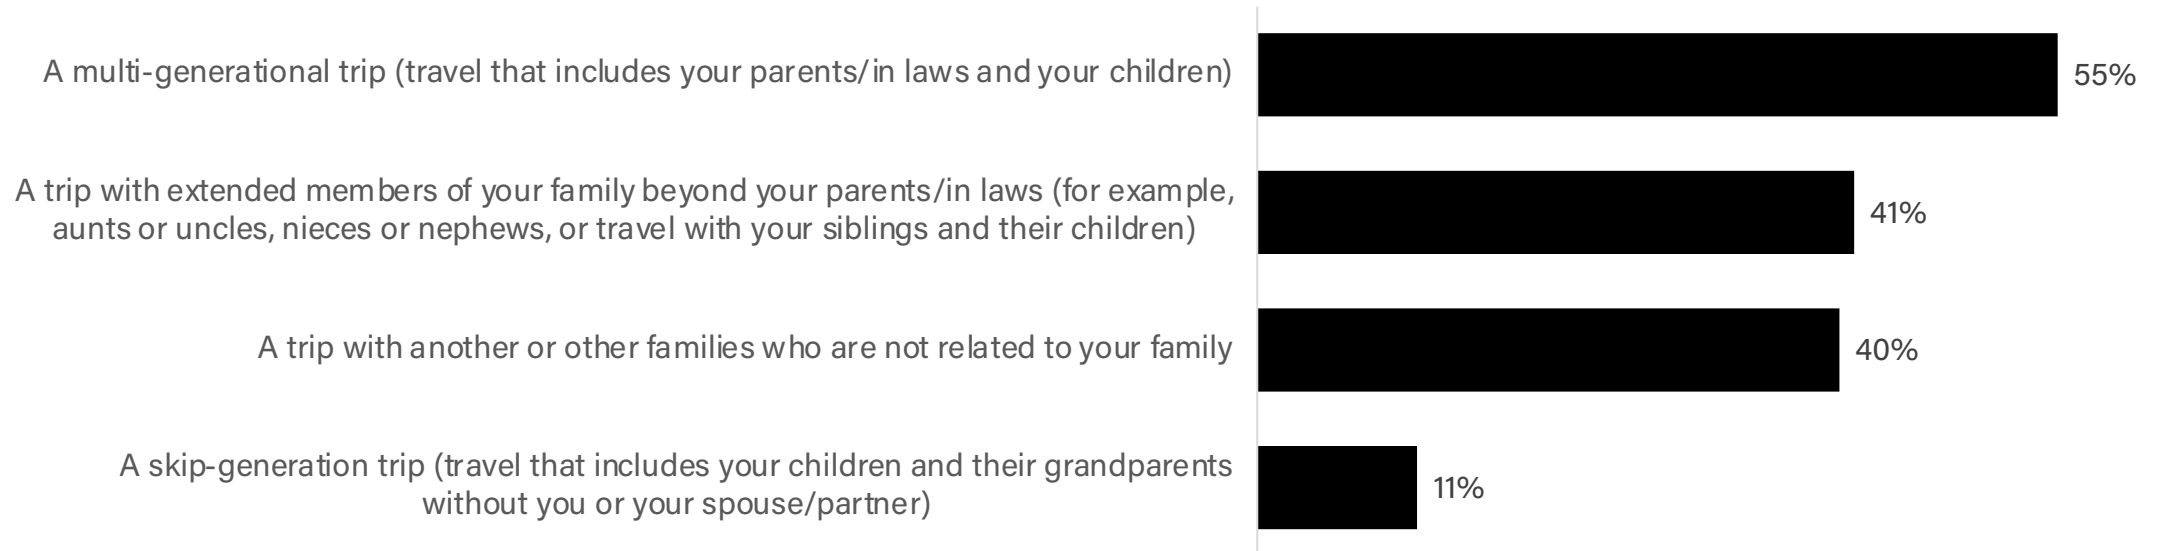 A multi-generational trip (travel that includes your parents/in laws and your children)
55%
A trip with extended members of your family beyond your parents/in laws (for example,
aunts or uncles, nieces or nephews, or travel with your siblings and their children)
41%
A trip with another or other families who are not related to your family
40%
A skip-generation trip (travel that includes your children and their grandparents
without you or your spouse/partner)
11%